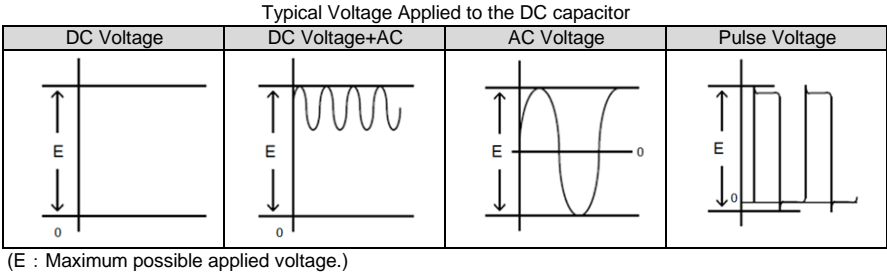 Typical Voltage Applied to the DC capacitor
DC Voltage DC Voltage+AC AC Voltage Pulse Voltage
E E E E
0 0 0 0
(E：Maximum possible applied voltage.)